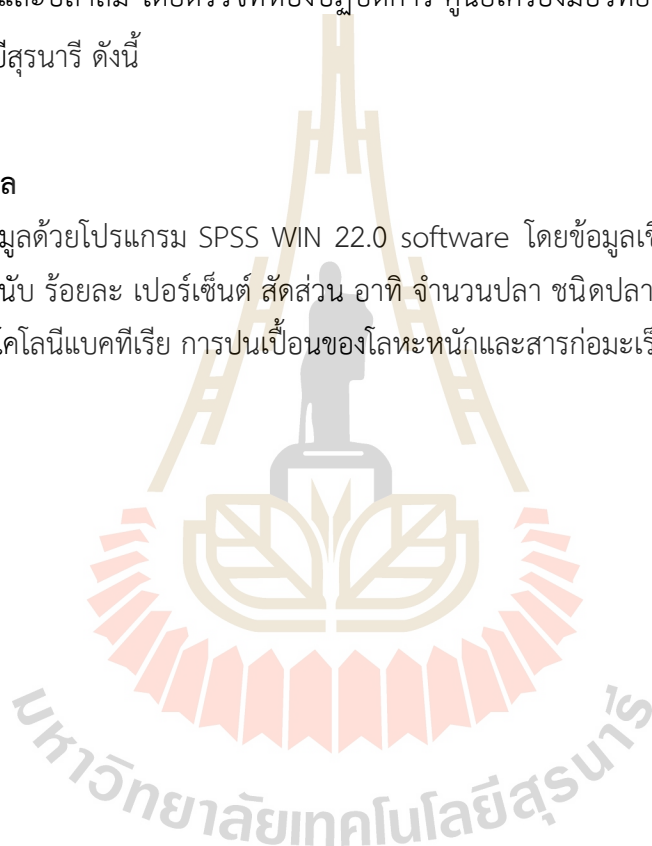 และปลาส้ม โดยตรวจที่ห้องปฏิบัติการ ศูนย์เครื่องมือวิทย
ยีสุรนารี ดังนี้
ล
มูลด้วยโปรแกรม SPSS WIN 22.0 software โดยข้อมูลเชิ
นับ ร้อยละ เปอร์เซ็นต์ สัดส่วน อาทิ จำนวนปลา ชนิดปลา
โคโลนีแบคทีเรีย การปนเปื้อนของโลหะหนักและสารก่อมะเร็
มหาวิทยาลัยเทคโนโลยีสุรนารี